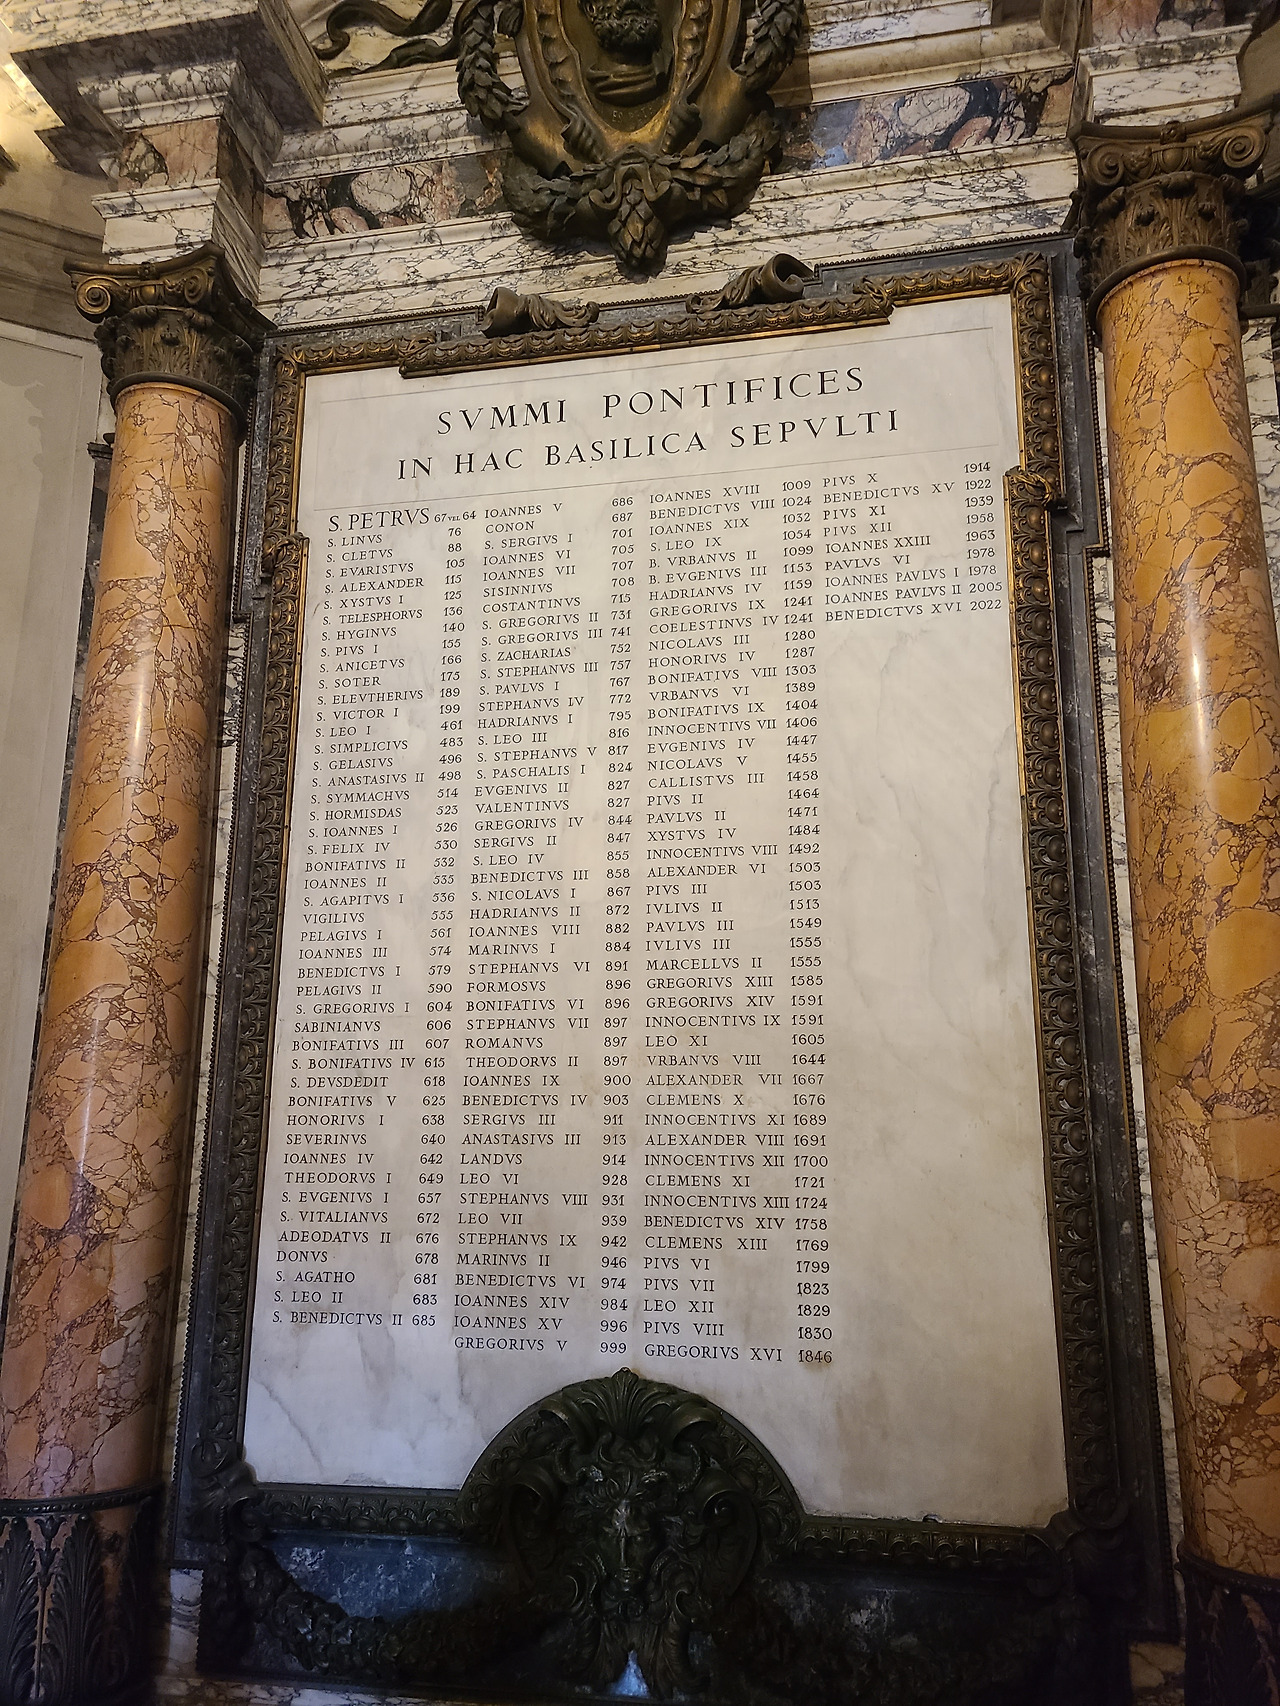 SVMMI PONTIFICES
IN HAC BASILICA SEPVLTI
S. PETRVS 67 VEL 64
S. LINVS 76
S. CLETVS 88
S. EVARISTVS 105
S. ALEXANDER 115
S. XYSTVS I 125
S. TELESPHORVS 136
S. HYGINVS 140
S. PIVS I 155
S. ANICETVS 166
S. SOTER 175
S. ELEVTHERIVS 189
S. VICTOR I 199
S. LEO I 461
S. SIMPLICIVS 483
S. GELASIVS 496
S. ANASTASIVS II 498
S. SYMMACHVS 514
S. HORMISDAS 523
S. IOANNES I 526
S. FELIX IV 530
BONIFATIVS II 532
IOANNES II 535
S. AGAPITVS I 536
VIGILIVS 555
PELAGIVS I 561
IOANNES III 574
BENEDICTVS I 579
PELAGIVS II 590
S. GREGORIVS I 604
SABINIANVS 606
BONIFATIVS III 607
S. BONIFATIVS IV 615
S. DEVSDEDIT 618
BONIFATIVS V 625
HONORIVS I 638
SEVERINVS 640
IOANNES IV 642
THEODORVS I 649
S. EVGENIVS I 657
S. VITALIANVS 672
ADEODATVS II 676
DONVS 678
S. AGATHO 681
S. LEO II 683
S. BENEDICTVS II 685
IOANNES V 686
CONON 687
S. SERGIVS I 701
IOANNES VI 705
IOANNES VII 707
SISINNIVS 708
COSTANTINVS 715
S. GREGORIVS II 731
S. GREGORIVS III 741
S. ZACHARIAS 752
S. STEPHANVS III 757
S. PAVLVS I 767
STEPHANVS IV 772
HADRIANVS I 795
S. LEO III 816
S. STEPHANVS V 817
S. PASCHALIS I 824
EVGENIVS II 827
VALENTINVS 827
GREGORIVS IV 844
SERGIVS II 847
S. LEO IV 855
BENEDICTVS III 858
S. NICOLAVS I 867
HADRIANVS II 872
IOANNES VIII 882
MARINVS I 884
STEPHANVS VI 891
FORMOSVS 896
BONIFATIVS VI 896
STEPHANVS VII 897
ROMANVS 897
THEODORVS II 897
IOANNES IX 900
BENEDICTVS IV 903
SERGIVS III 911
ANASTASIVS III 913
LANDVS 914
LEO VI 928
STEPHANVS VIII 931
LEO VII 939
STEPHANVS IX 942
MARINVS II 946
BENEDICTVS VI 974
IOANNES XIV 984
IOANNES XV 996
GREGORIVS V 999
IOANNES XVIII 1009
BENEDICTVS VIII 1024
IOANNES XIX 1032
S. LEO IX 1054
B. VRBANVS II 1099
B. EVGENIVS III 1153
HADRIANVS IV 1159
GREGORIVS IX 1241
COELESTINVS IV 1241
NICOLAVS III 1280
HONORIVS IV 1287
BONIFATIVS VIII 1303
VRBANVS VI 1389
BONIFATIVS IX 1404
INNOCENTIVS VII 1406
EVGENIVS IV 1447
NICOLAVS V 1455
CALLISTVS III 1458
PIVS II 1464
PAVLVS II 1471
XYSTVS IV 1484
INNOCENTIVS VIII 1492
ALEXANDER VI 1503
PIVS III 1503
IVLIVS II 1513
PAVLVS III 1549
IVLIVS III 1555
MARCELLVS II 1555
GREGORIVS XIII 1585
GREGORIVS XIV 1591
INNOCENTIVS IX 1591
LEO XI 1605
VRBANVS VIII 1644
ALEXANDER VII 1667
CLEMENS X 1676
INNOCENTIVS XI 1689
ALEXANDER VIII 1691
INNOCENTIVS XII 1700
CLEMENS XI 1721
INNOCENTIVS XIII 1724
BENEDICTVS XIV 1758
CLEMENS XIII 1769
PIVS VI 1799
PIVS VII 1823
LEO XII 1829
PIVS VIII 1830
GREGORIVS XVI 1846
PIVS X 1914
BENEDICTVS XV 1922
PIVS XI 1939
PIVS XII 1958
IOANNES XXIII 1963
PAVLVS VI 1978
IOANNES PAVLVS I 1978
IOANNES PAVLVS II 2005
BENEDICTVS XVI 2022